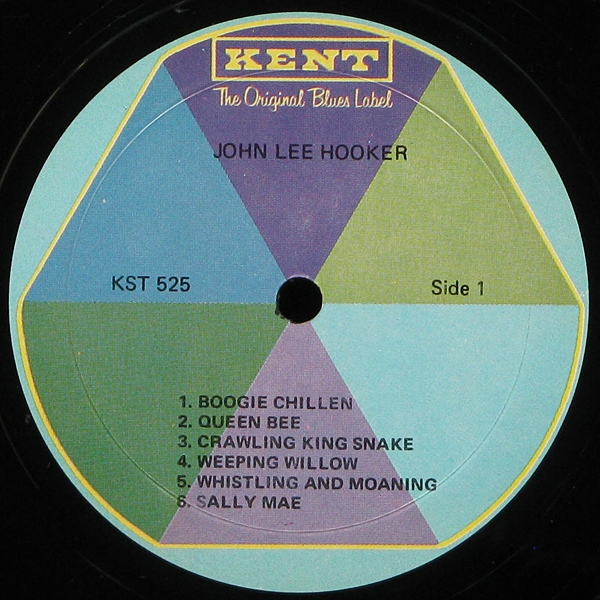 KENT
The Original Blues Label
JOHN LEE HOOKER
KST 525
Side 1
1. BOOGIE CHILLEN
2. QUEEN BEE
3. CRAWLING KING SNAKE
4. WEEPING WILLOW
5. WHISTLING AND MOANING
6. SALLY MAE